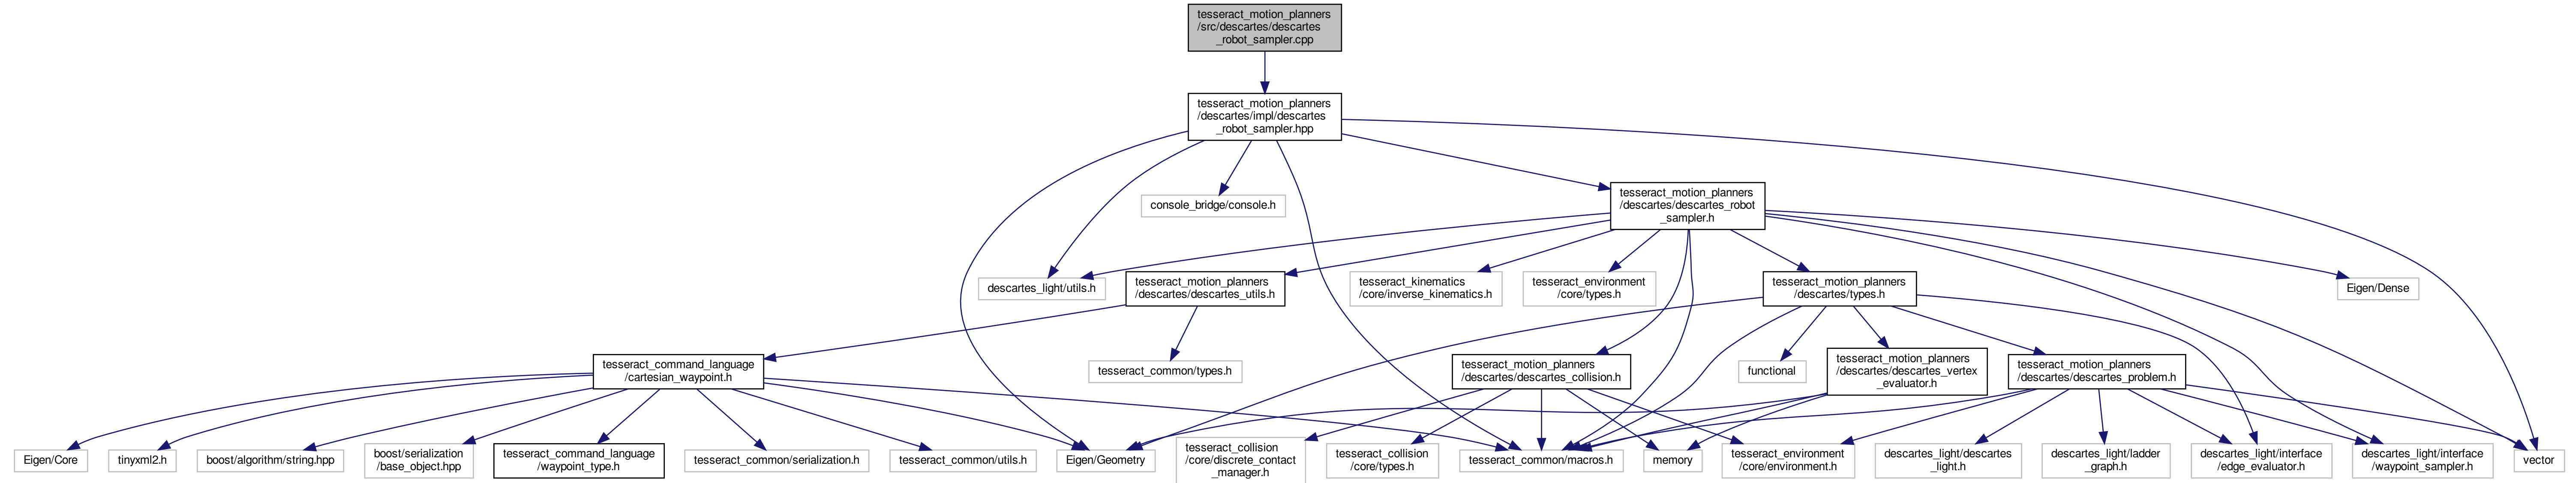 tesseract_motion_planners
/src/descartes/descartes
_robot_sampler.cpp
tesseract_motion_planners
/descartes/impl/descartes
_robot_sampler.hpp
console_bridge/console.h
tesseract_motion_planners
/descartes/descartes_robot
_sampler.h
descartes_light/utils.h
tesseract_motion_planners
/descartes/descartes_utils.h
tesseract_kinematics
/core/inverse_kinematics.h
tesseract_environment
/core/types.h
tesseract_motion_planners
/descartes/types.h
Eigen/Dense
tesseract_command_language
/cartesian_waypoint.h
tesseract_common/types.h
tesseract_motion_planners
/descartes/descartes_collision.h
functional
tesseract_motion_planners
/descartes/descartes_vertex
_evaluator.h
tesseract_motion_planners
/descartes/descartes_problem.h
Eigen/Core
tinyxml2.h
boost/algorithm/string.hpp
boost/serialization
/base_object.hpp
tesseract_command_language
/waypoint_type.h
tesseract_common/serialization.h
tesseract_common/utils.h
Eigen/Geometry
tesseract_collision
/core/discrete_contact
_manager.h
tesseract_collision
/core/types.h
tesseract_common/macros.h
memory
tesseract_environment
/core/environment.h
descartes_light/descartes
_light.h
descartes_light/ladder
_graph.h
descartes_light/interface
/edge_evaluator.h
descartes_light/interface
/waypoint_sampler.h
vector